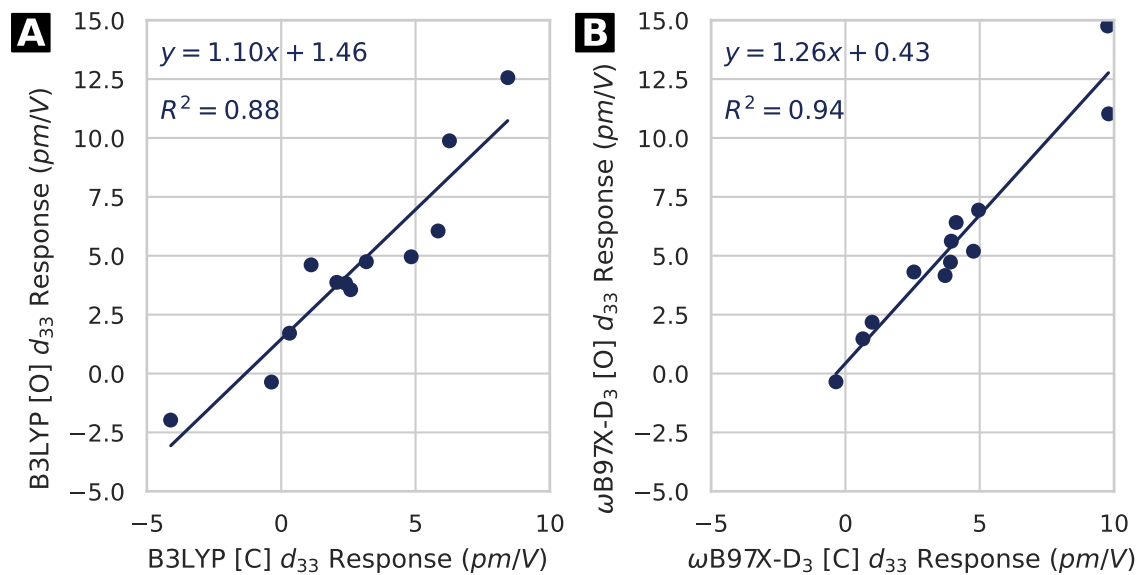 A
y = 1.10x + 1.46
R² = 0.88
15.0
12.5
10.0
7.5
5.0
2.5
0.0
−2.5
−5.0
−5 0 5 10
B3LYP [O] d₃₃ Response (pm/V)
B3LYP [C] d₃₃ Response (pm/V)
B
y = 1.26x + 0.43
R² = 0.94
15.0
12.5
10.0
7.5
5.0
2.5
0.0
−2.5
−5.0
−5 0 5 10
ωB97X-D₃ [O] d₃₃ Response (pm/V)
ωB97X-D₃ [C] d₃₃ Response (pm/V)